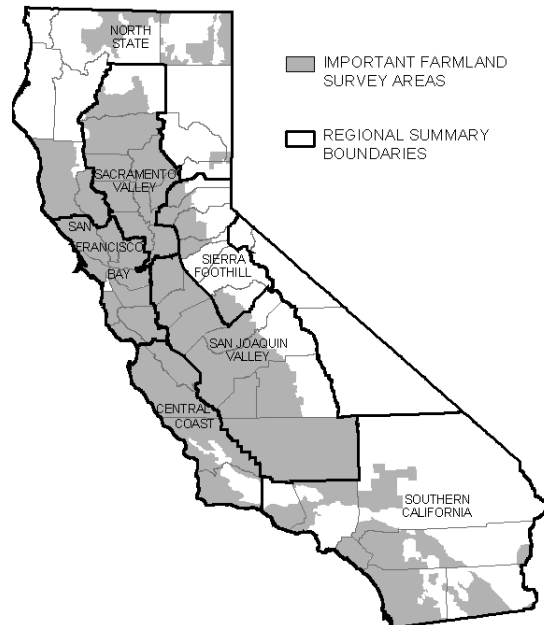 NORTH
STATE
IMPORTANT FARMLAND
SURVEY AREAS
REGIONAL SUMMARY
BOUNDARIES
SACRAMENTO
VALLEY
SAN
FRANCISCO
BAY
SIERRA
FOOTHILL
SAN JOAQUIN
VALLEY
CENTRAL
COAST
SOUTHERN
CALIFORNIA